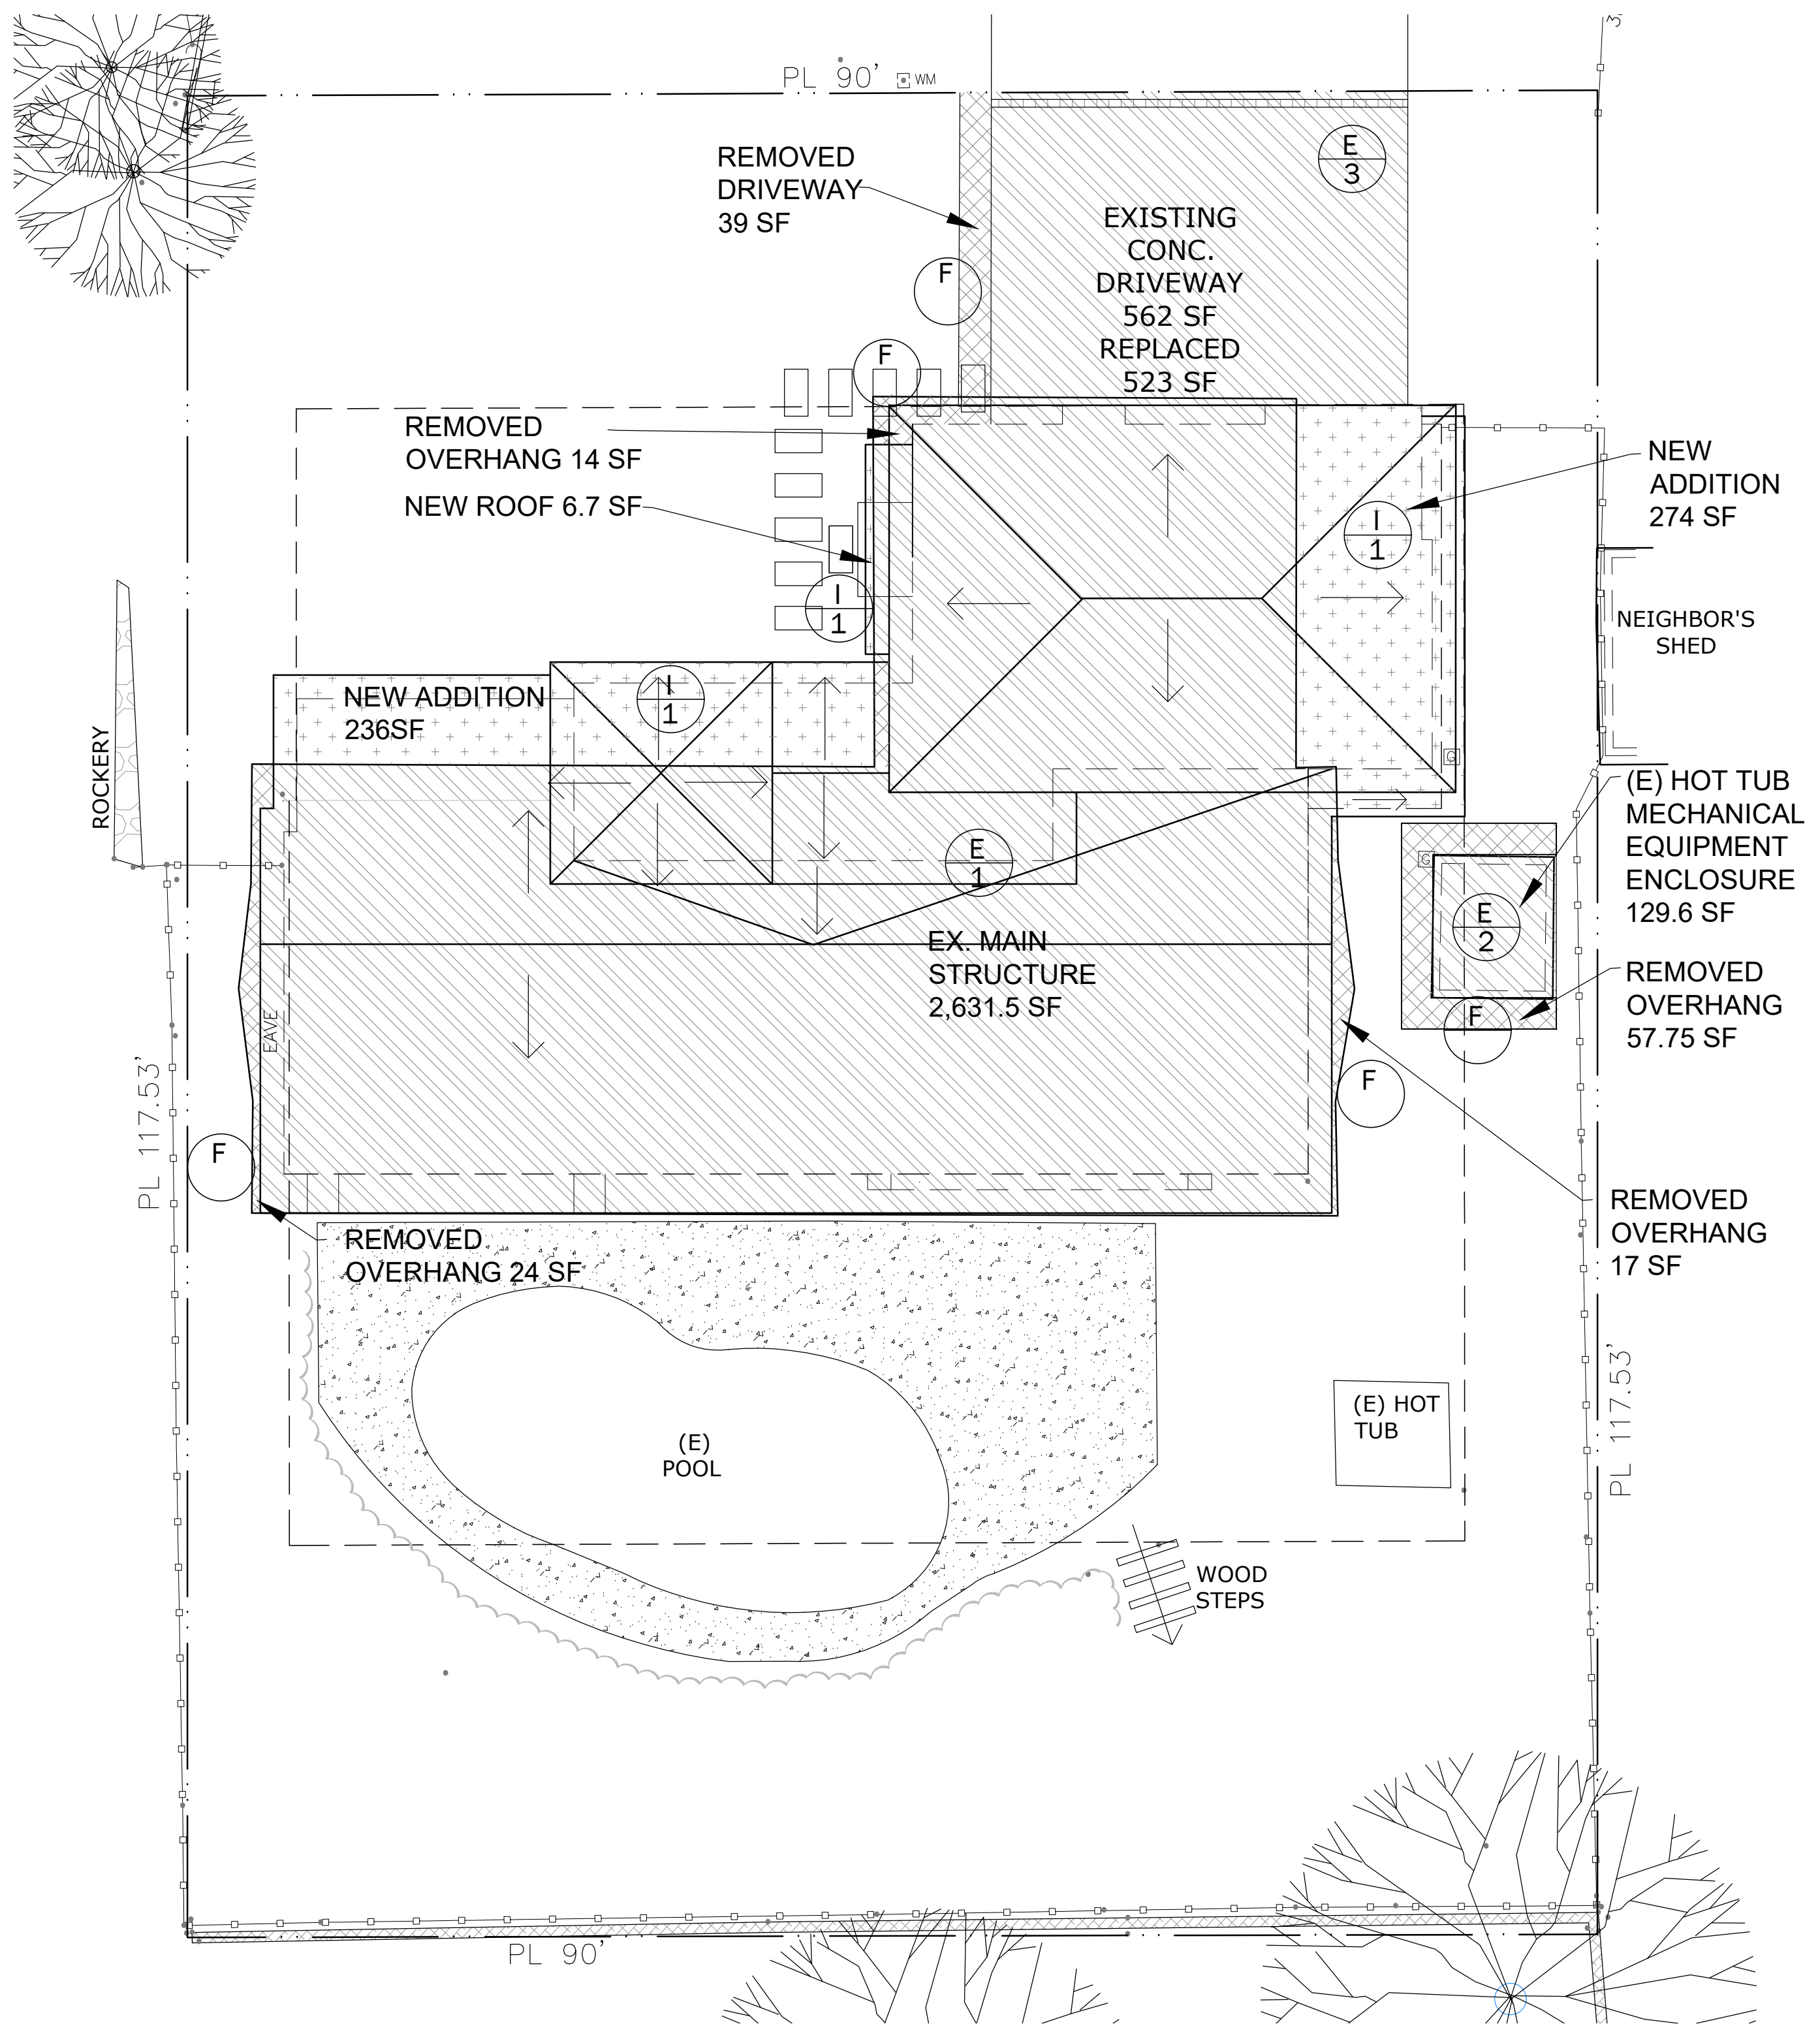 PL 90'
WM
REMOVED
DRIVEWAY
39 SF
E
3
EXISTING
CONC.
DRIVEWAY
562 SF
REPLACED
523 SF
F
F
REMOVED
OVERHANG 14 SF
NEW ROOF 6.7 SF
NEW
ADDITION
274 SF
I
1
I
1
NEIGHBOR'S
SHED
NEW ADDITION
236SF
I
1
ROCKERY
G
(E) HOT TUB
MECHANICAL
EQUIPMENT
ENCLOSURE
129.6 SF
E
1
G
E
2
EX. MAIN
STRUCTURE
2,631.5 SF
REMOVED
OVERHANG
57.75 SF
F
EAVE
F
PL 117.53'
F
REMOVED
OVERHANG 24 SF
REMOVED
OVERHANG
17 SF
(E) HOT
TUB
PL 117.53'
(E)
POOL
WOOD
STEPS
PL 90'